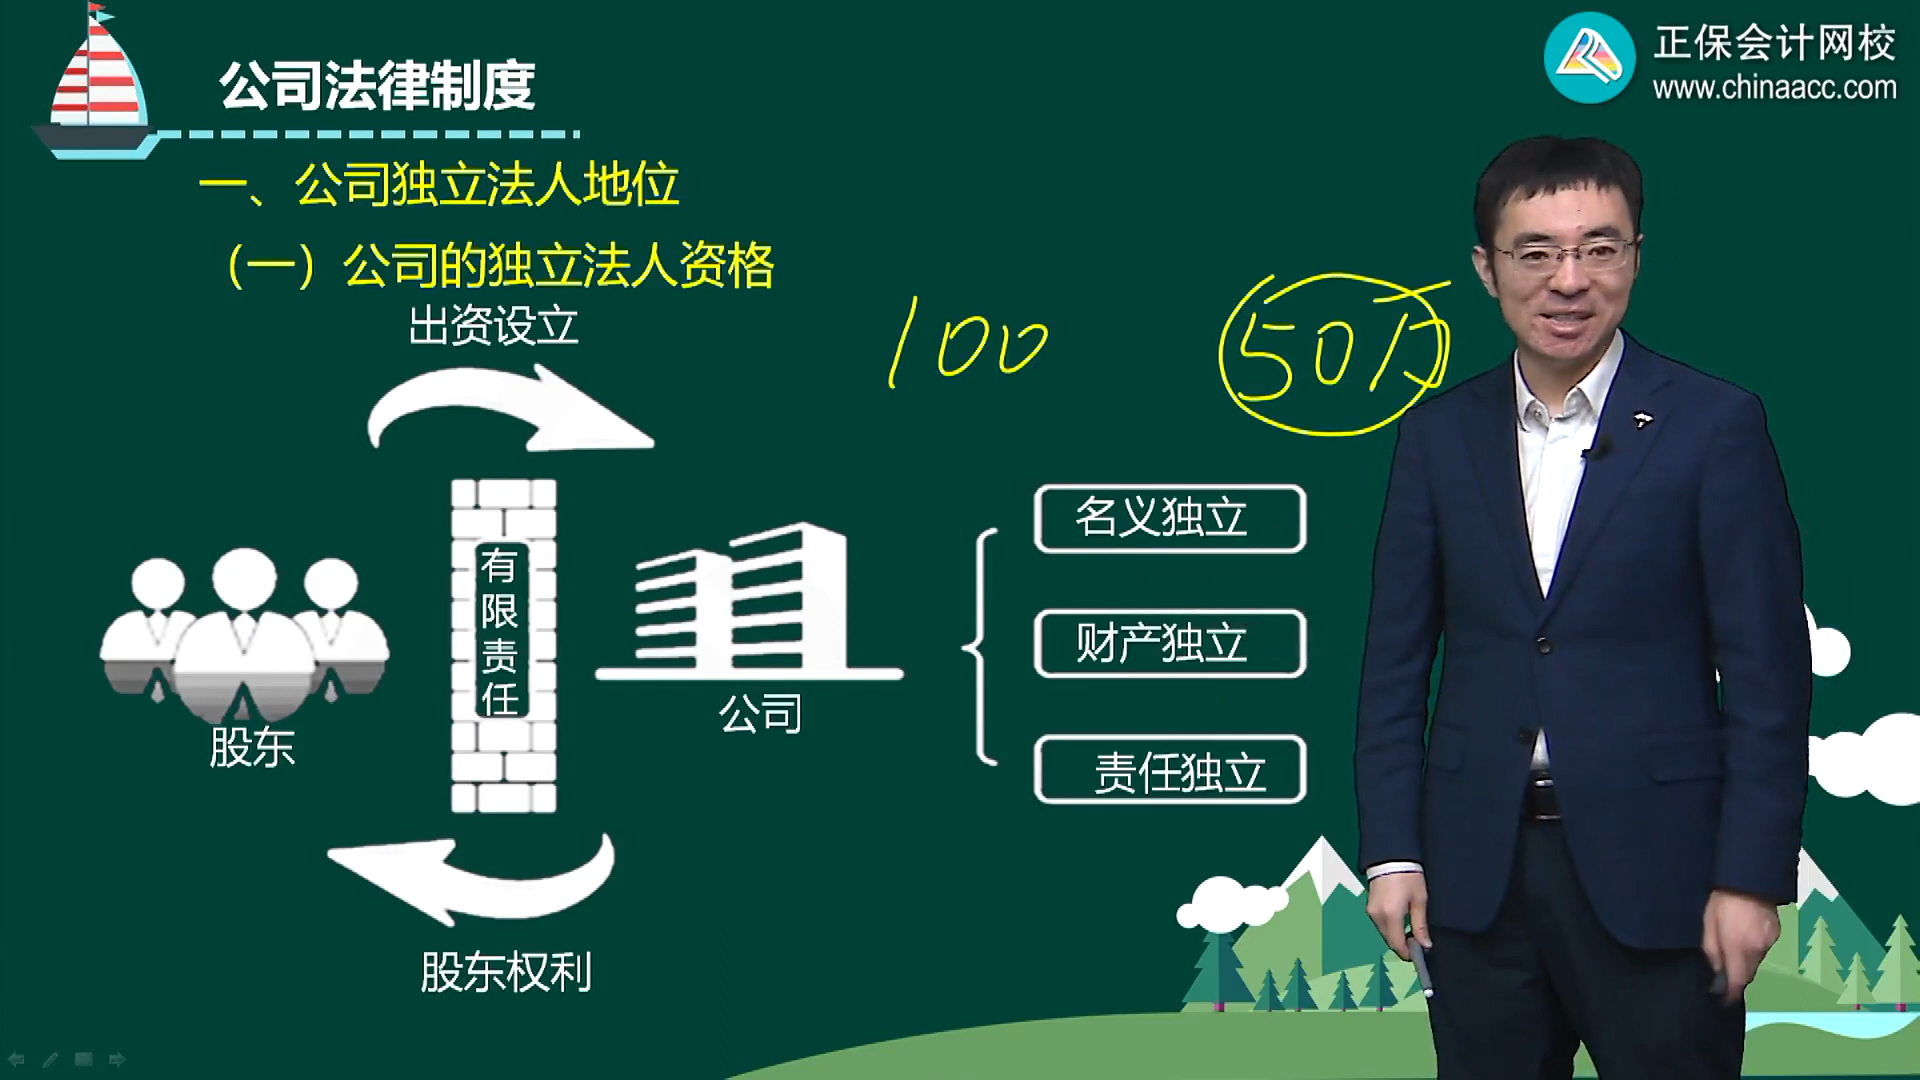 正保会计网校
www.chinaacc.com
公司法律制度
一、公司独立法人地位
（一）公司的独立法人资格
出资设立
100
50万
有限责任
股东
公司
名义独立
财产独立
责任独立
股东权利